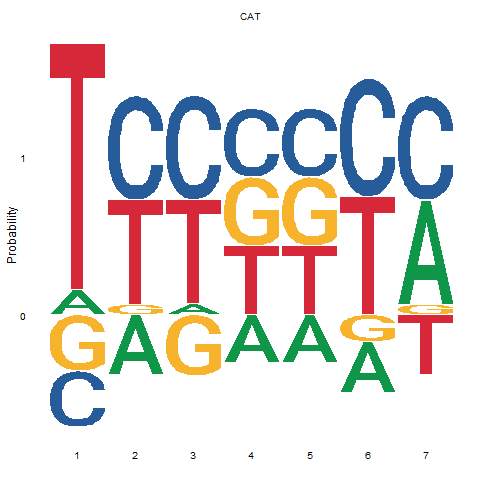 CAT
Probability
1
0
T C C C C C C
A T T G G T A
G G A T T G G
C A G A A A T
1 2 3 4 5 6 7